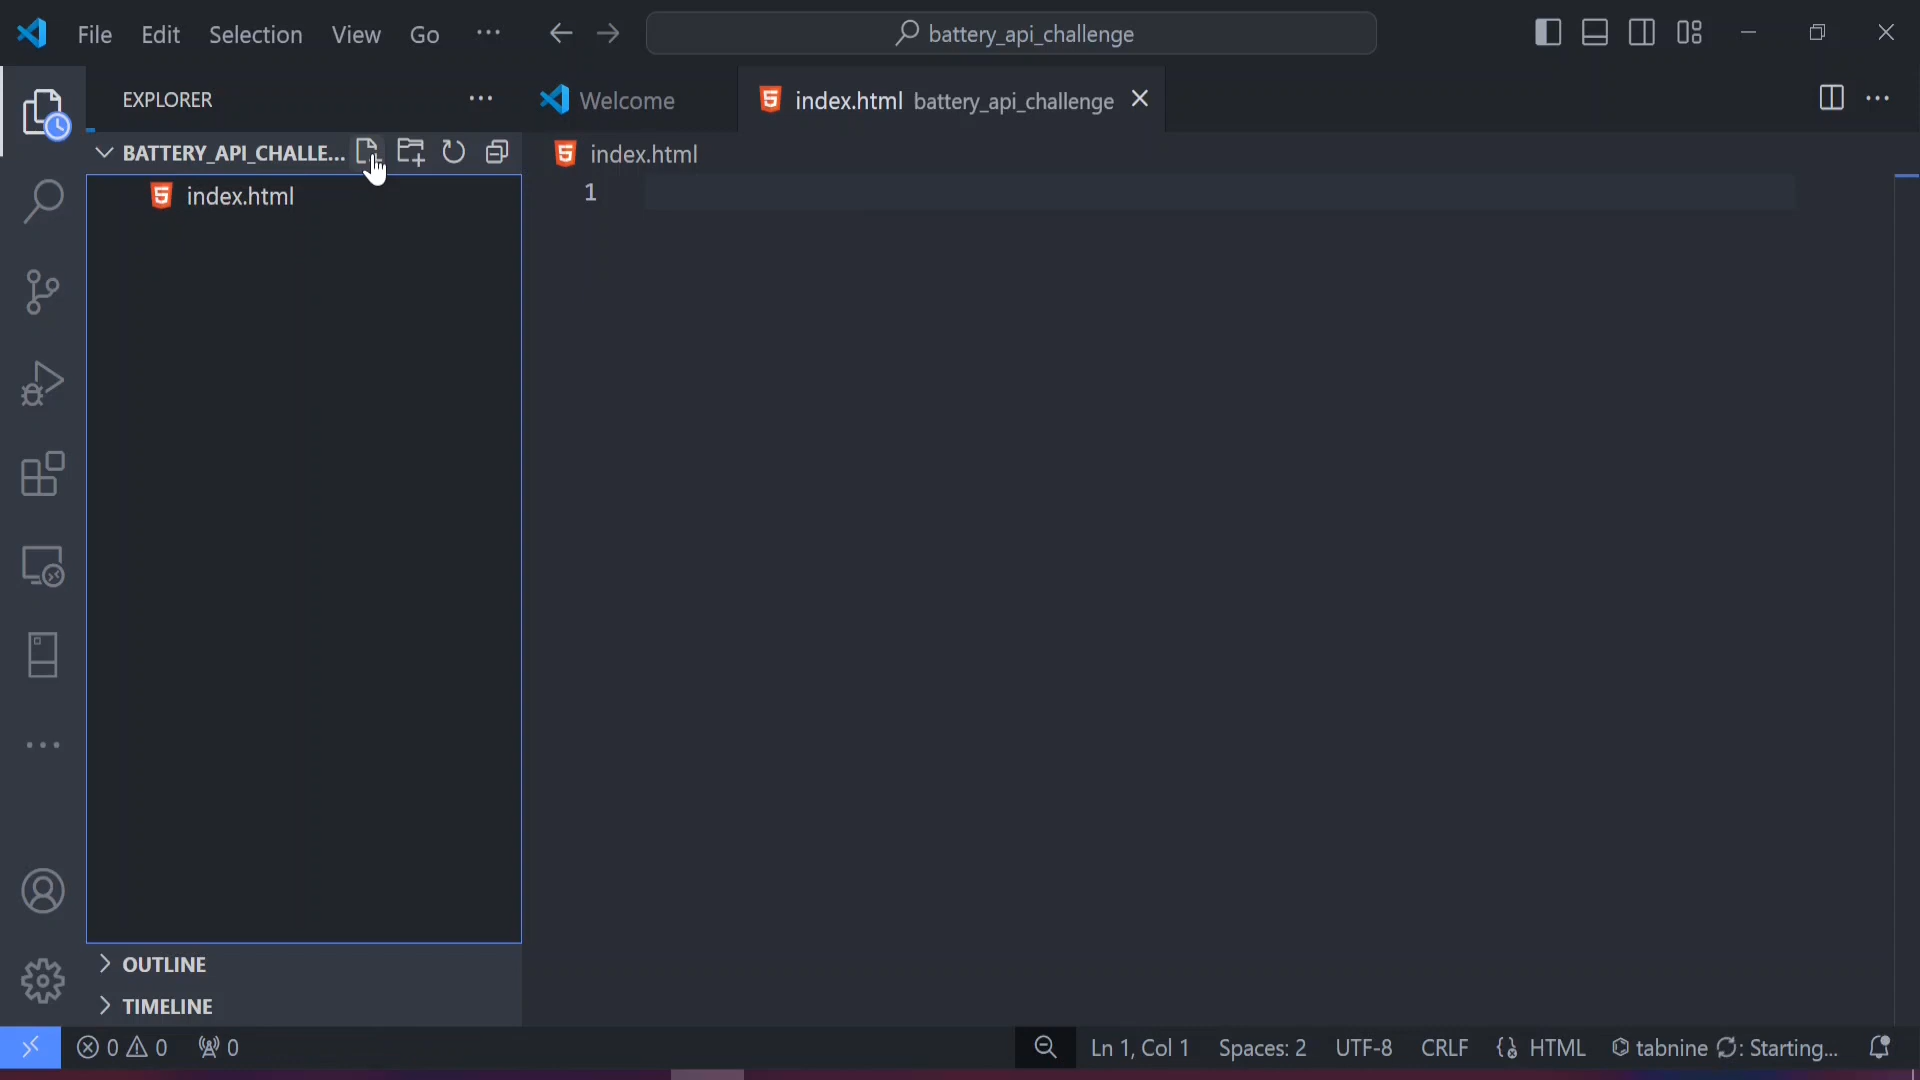 File Edit Selection View Go ··· battery_api_challenge
EXPLORER ··· Welcome index.html battery_api_challenge
BATTERY_API_CHALLE... index.html
index.html 1
OUTLINE
TIMELINE
0 0 0 Ln 1, Col 1 Spaces: 2 UTF-8 CRLF HTML tabnine : Starting...